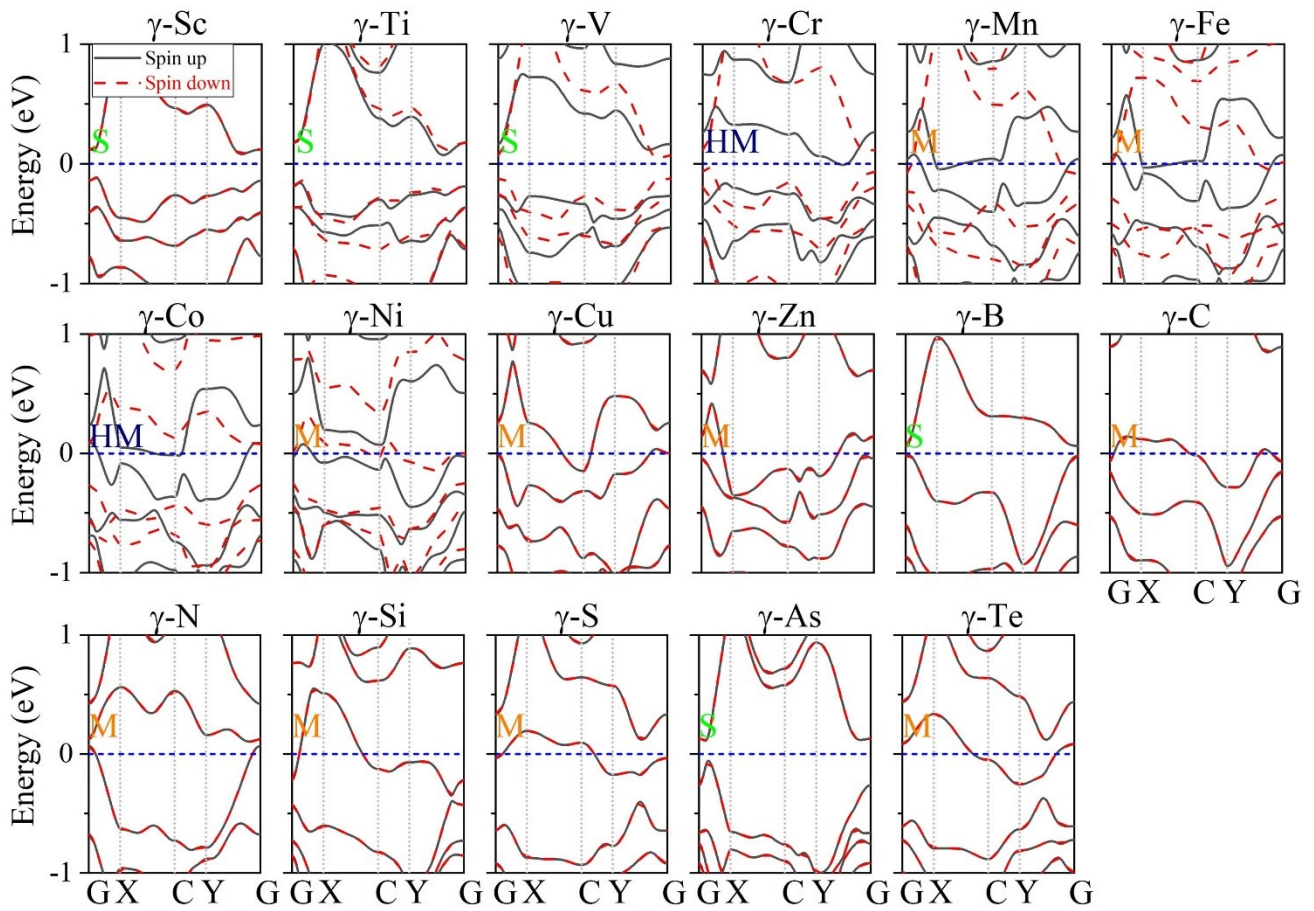 γ-Sc γ-Ti γ-V γ-Cr γ-Mn γ-Fe
Energy (eV)
1
0
-1
Spin up
Spin down
S S S HM M M
γ-Co γ-Ni γ-Cu γ-Zn γ-B γ-C
Energy (eV)
1
0
-1
HM M M M S M
G X C Y G
γ-N γ-Si γ-S γ-As γ-Te
Energy (eV)
1
0
-1
M M M S M
G X C Y G X C Y G X C Y G X C Y G X C Y G